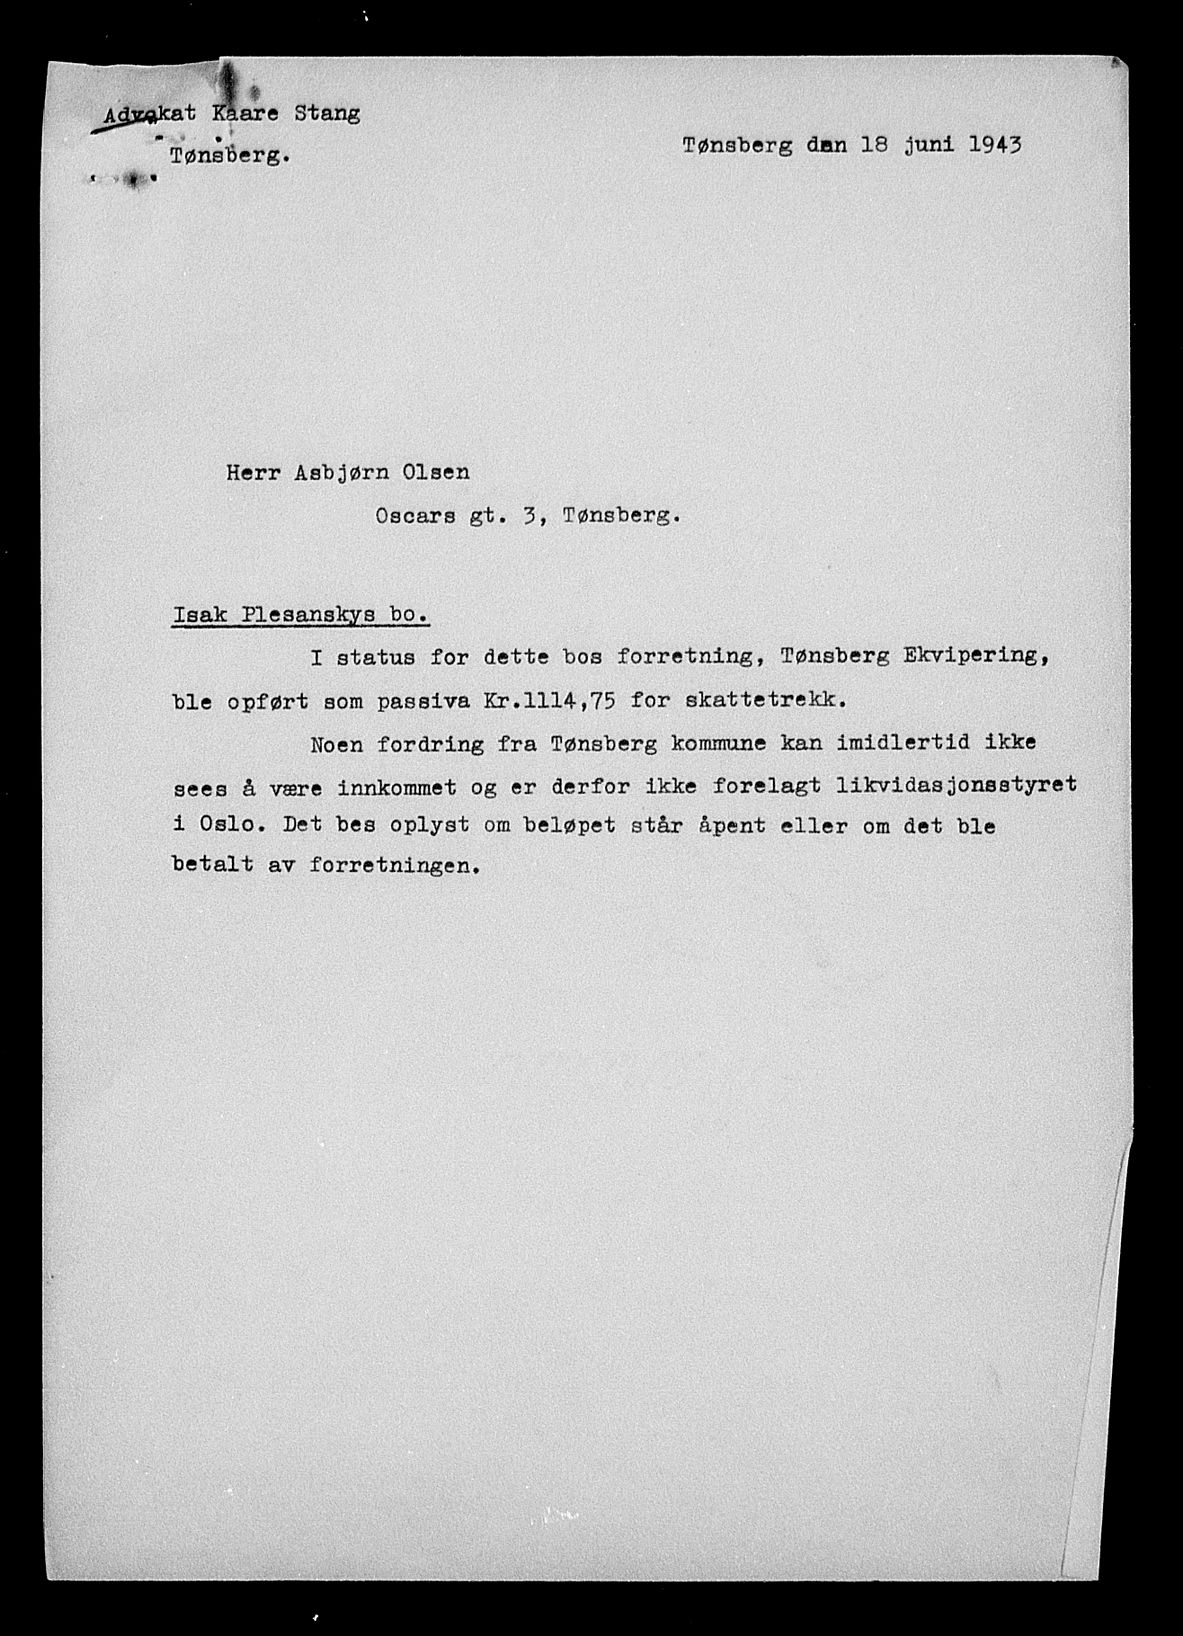 Advokat Kaare Stang
Tønsberg.
Tønsberg den 18 juni 1943
Herr Asbjørn Olsen
Oscars gt. 3, Tønsberg.
Isak Plesanskys bo.
I status for dette bos forretning, Tønsberg Ekvipering,
ble opført som passiva Kr.1114,75 for skattetrekk.
Noen fordring fra Tønsberg kommune kan imidlertid ikke
sees å være innkommet og er derfor ikke forelagt likvidasjonsstyret
i Oslo. Det bes oplyst om beløpet står åpent eller om det ble
betalt av forretningen.